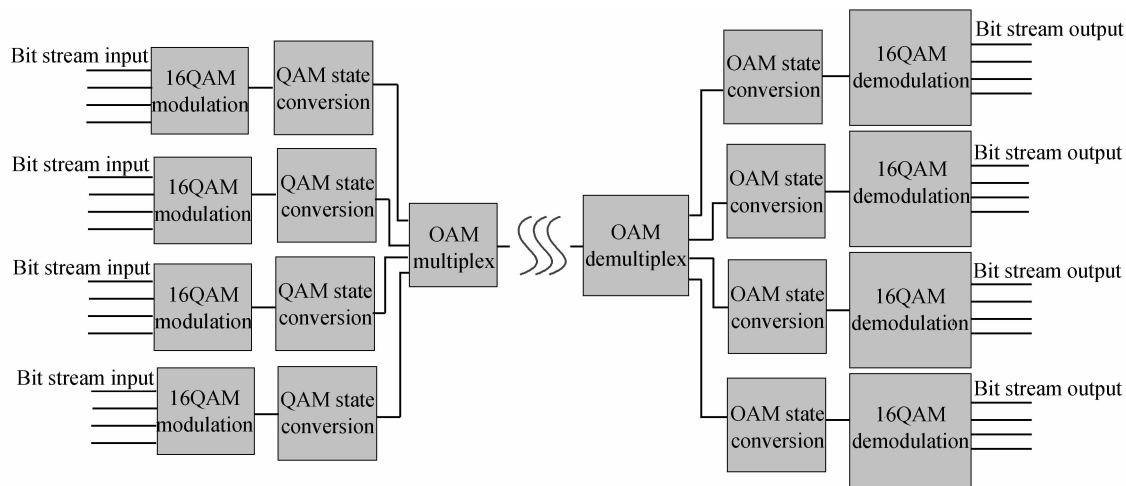 Bit stream input
16QAM
modulation
QAM state
conversion
Bit stream input
16QAM
modulation
QAM state
conversion
Bit stream input
16QAM
modulation
QAM state
conversion
Bit stream input
16QAM
modulation
QAM state
conversion
OAM
multiplex
OAM
demultiplex
OAM state
conversion
16QAM
demodulation
Bit stream output
OAM state
conversion
16QAM
demodulation
Bit stream output
OAM state
conversion
16QAM
demodulation
Bit stream output
OAM state
conversion
16QAM
demodulation
Bit stream output